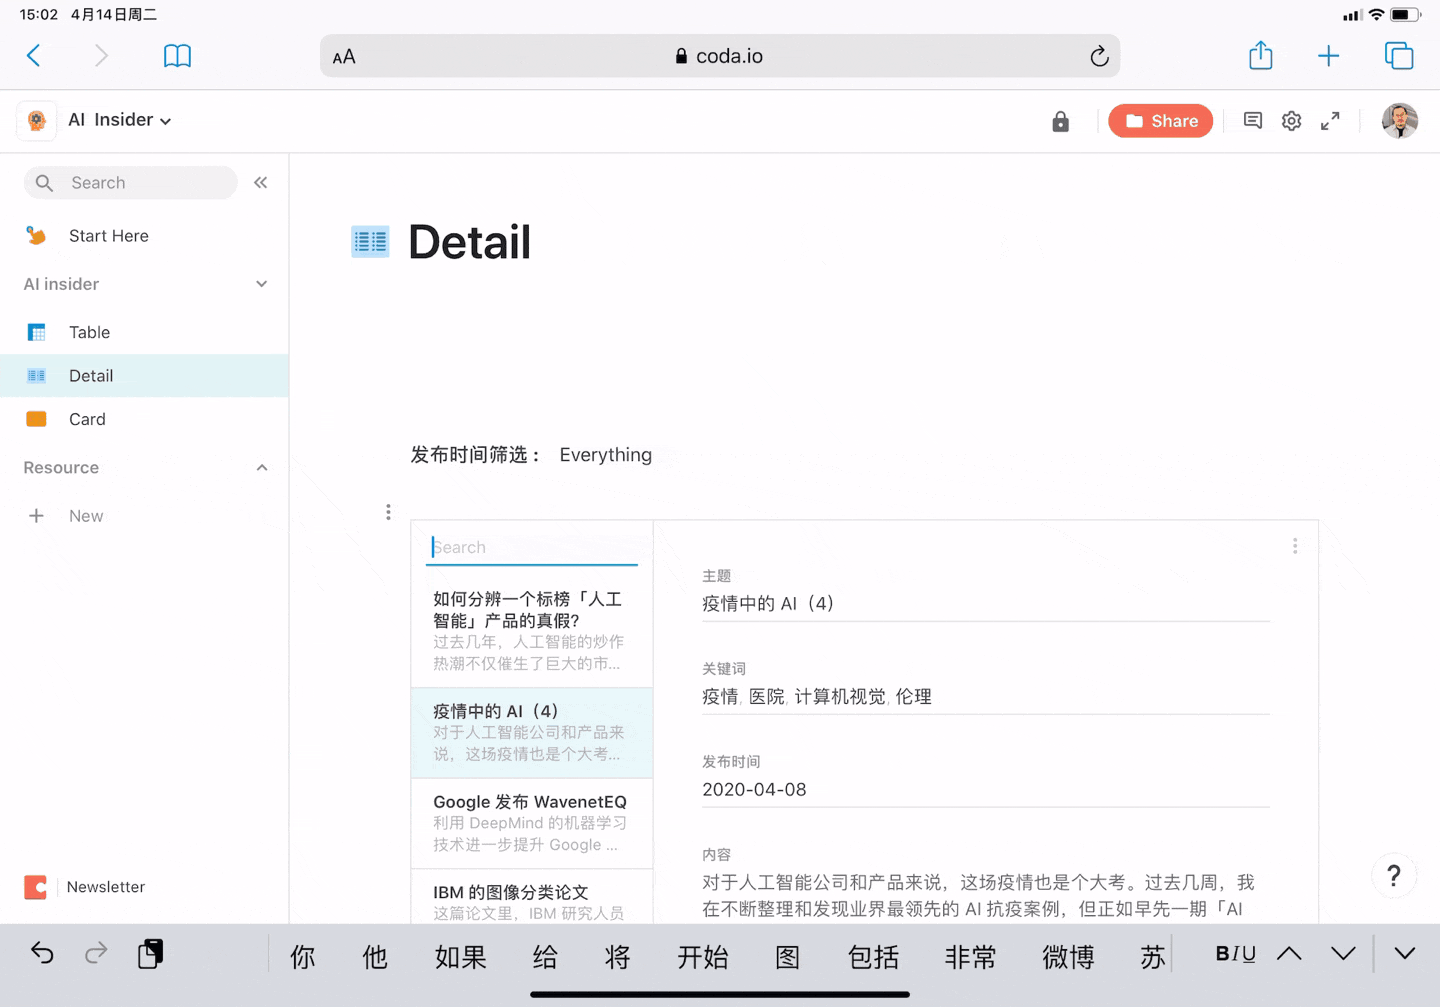 15:02 4月14日周二
AA
coda.io
AI Insider
Share
Search
Start Here
AI insider
Table
Detail
Card
Resource
New
Newsletter
Detail
发布时间筛选： Everything
Search
如何分辨一个标榜「人工
智能」产品的真假？
过去几年，人工智能的炒作
热潮不仅催生了巨大的市...
疫情中的 AI（4）
对于人工智能公司和产品来
说，这场疫情也是个大考...
Google 发布 WavenetEQ
利用 DeepMind 的机器学习
技术进一步提升 Google ...
IBM 的图像分类论文
这篇论文里，IBM 研究人员
主题
疫情中的 AI（4）
关键词
疫情, 医院, 计算机视觉, 伦理
发布时间
2020-04-08
内容
对于人工智能公司和产品来说，这场疫情也是个大考。过去几周，我
在不断整理和发现业界最领先的 AI 抗疫案例，但正如早先一期「AI
?
你 他 如果 给 将 开始 图 包括 非常 微博 苏
BIU